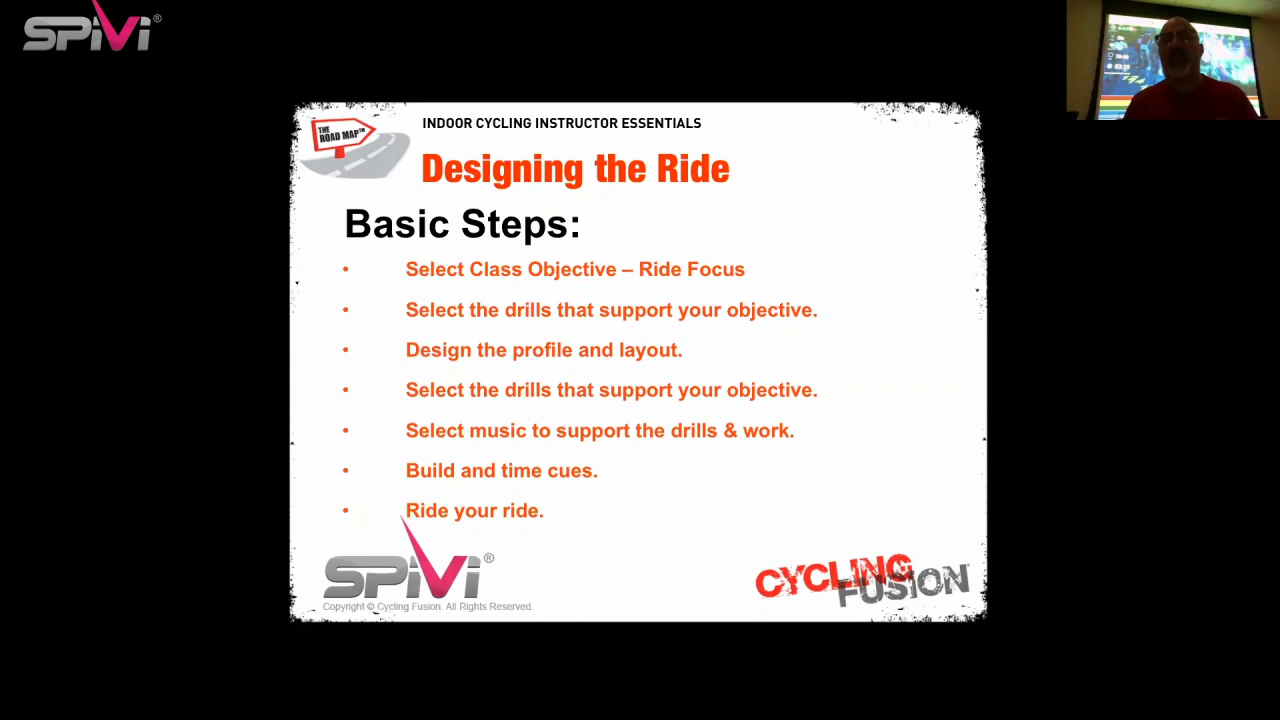 SPiVi®
THE
ROAD MAP™
INDOOR CYCLING INSTRUCTOR ESSENTIALS
Designing the Ride
Basic Steps:
• Select Class Objective – Ride Focus
• Select the drills that support your objective.
• Design the profile and layout.
• Select the drills that support your objective.
• Select music to support the drills & work.
• Build and time cues.
• Ride your ride.
SPiVi®
Copyright © Cycling Fusion. All Rights Reserved.
CYCLING
FUSION